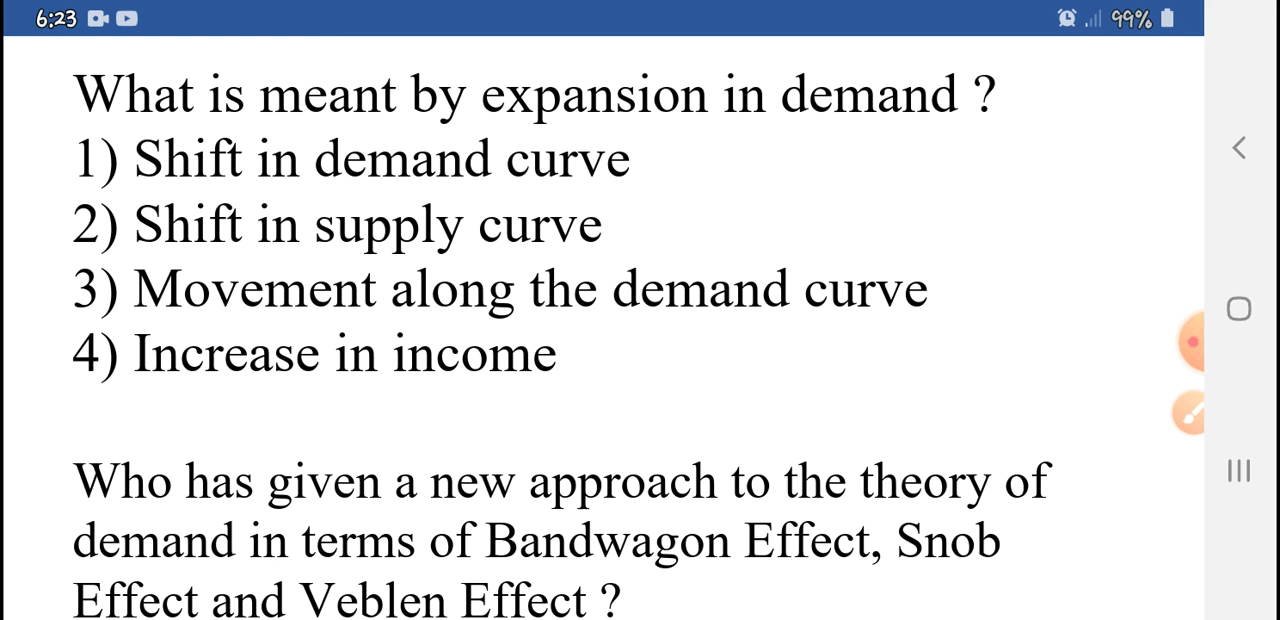 6:23
99%
What is meant by expansion in demand ?
1) Shift in demand curve
2) Shift in supply curve
3) Movement along the demand curve
4) Increase in income
Who has given a new approach to the theory of
demand in terms of Bandwagon Effect, Snob
Effect and Veblen Effect ?